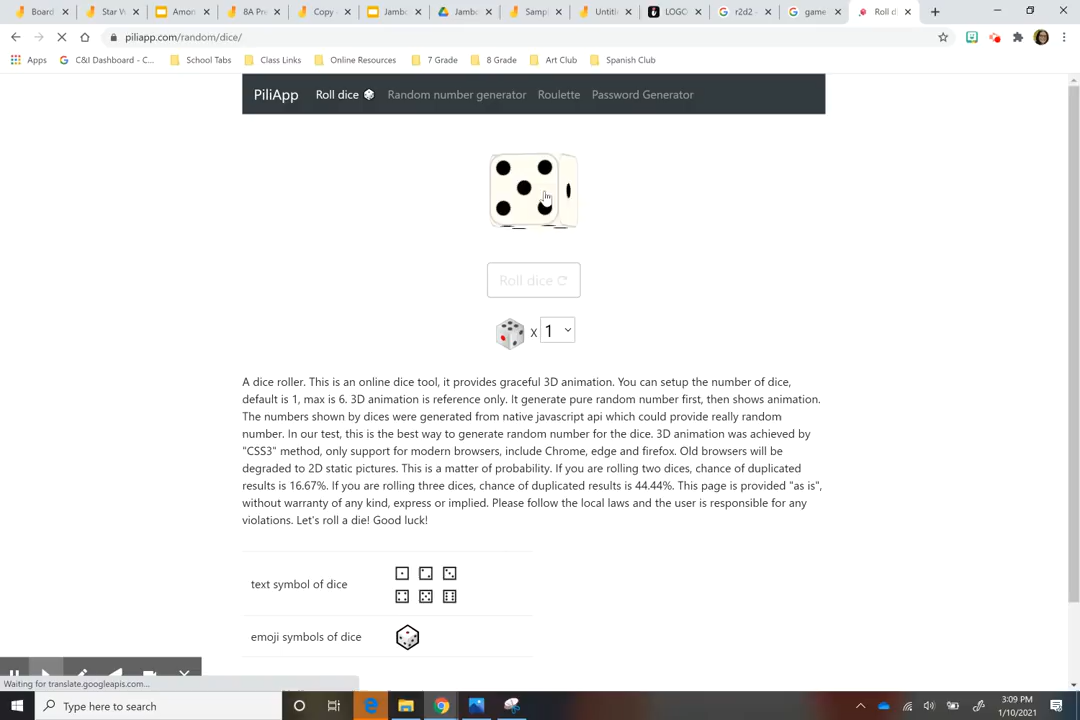 Board
Star W
Amon
8A Pre
Copy
Jambo
Jambo
Sampl
Untitl
LOGO
r2d2 -
game
Roll d
piliapp.com/random/dice/
Apps
C&I Dashboard - C...
School Tabs
Class Links
Online Resources
7 Grade
8 Grade
Art Club
Spanish Club
PiliApp
Roll dice
Random number generator
Roulette
Password Generator
Roll dice
x 1
A dice roller. This is an online dice tool, it provides graceful 3D animation. You can setup the number of dice,
default is 1, max is 6. 3D animation is reference only. It generate pure random number first, then shows animation.
The numbers shown by dices were generated from native javascript api which could provide really random
number. In our test, this is the best way to generate random number for the dice. 3D animation was achieved by
"CSS3" method, only support for modern browsers, include Chrome, edge and firefox. Old browsers will be
degraded to 2D static pictures. This is a matter of probability. If you are rolling two dices, chance of duplicated
results is 16.67%. If you are rolling three dices, chance of duplicated results is 44.44%. This page is provided "as is",
without warranty of any kind, express or implied. Please follow the local laws and the user is responsible for any
violations. Let's roll a die! Good luck!
text symbol of dice
emoji symbols of dice
Waiting for translate.googleapis.com...
Type here to search
3:09 PM
1/10/2021